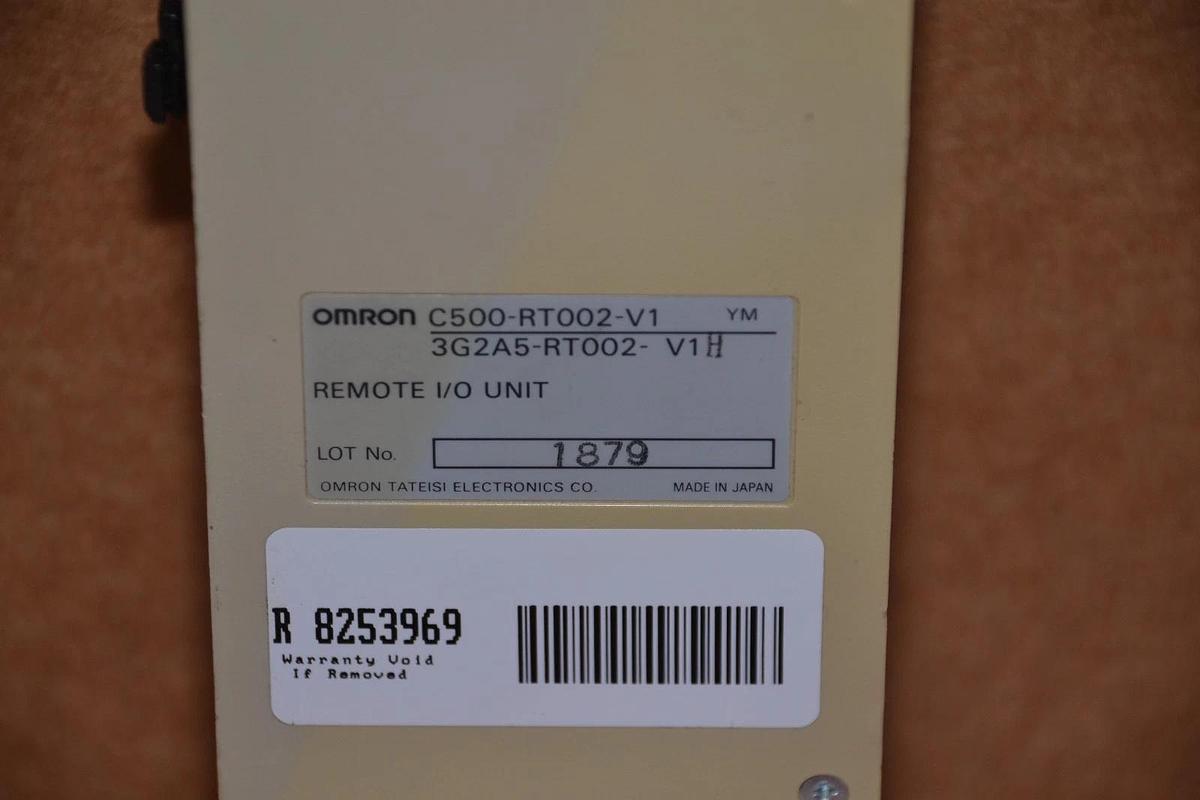 OMRON C500-RT002-V1 YM
3G2A5-RT002- V1H
REMOTE I/O UNIT
LOT No. 1879
OMRON TATEISI ELECTRONICS CO. MADE IN JAPAN
R 8253969
Warranty Void
If Removed